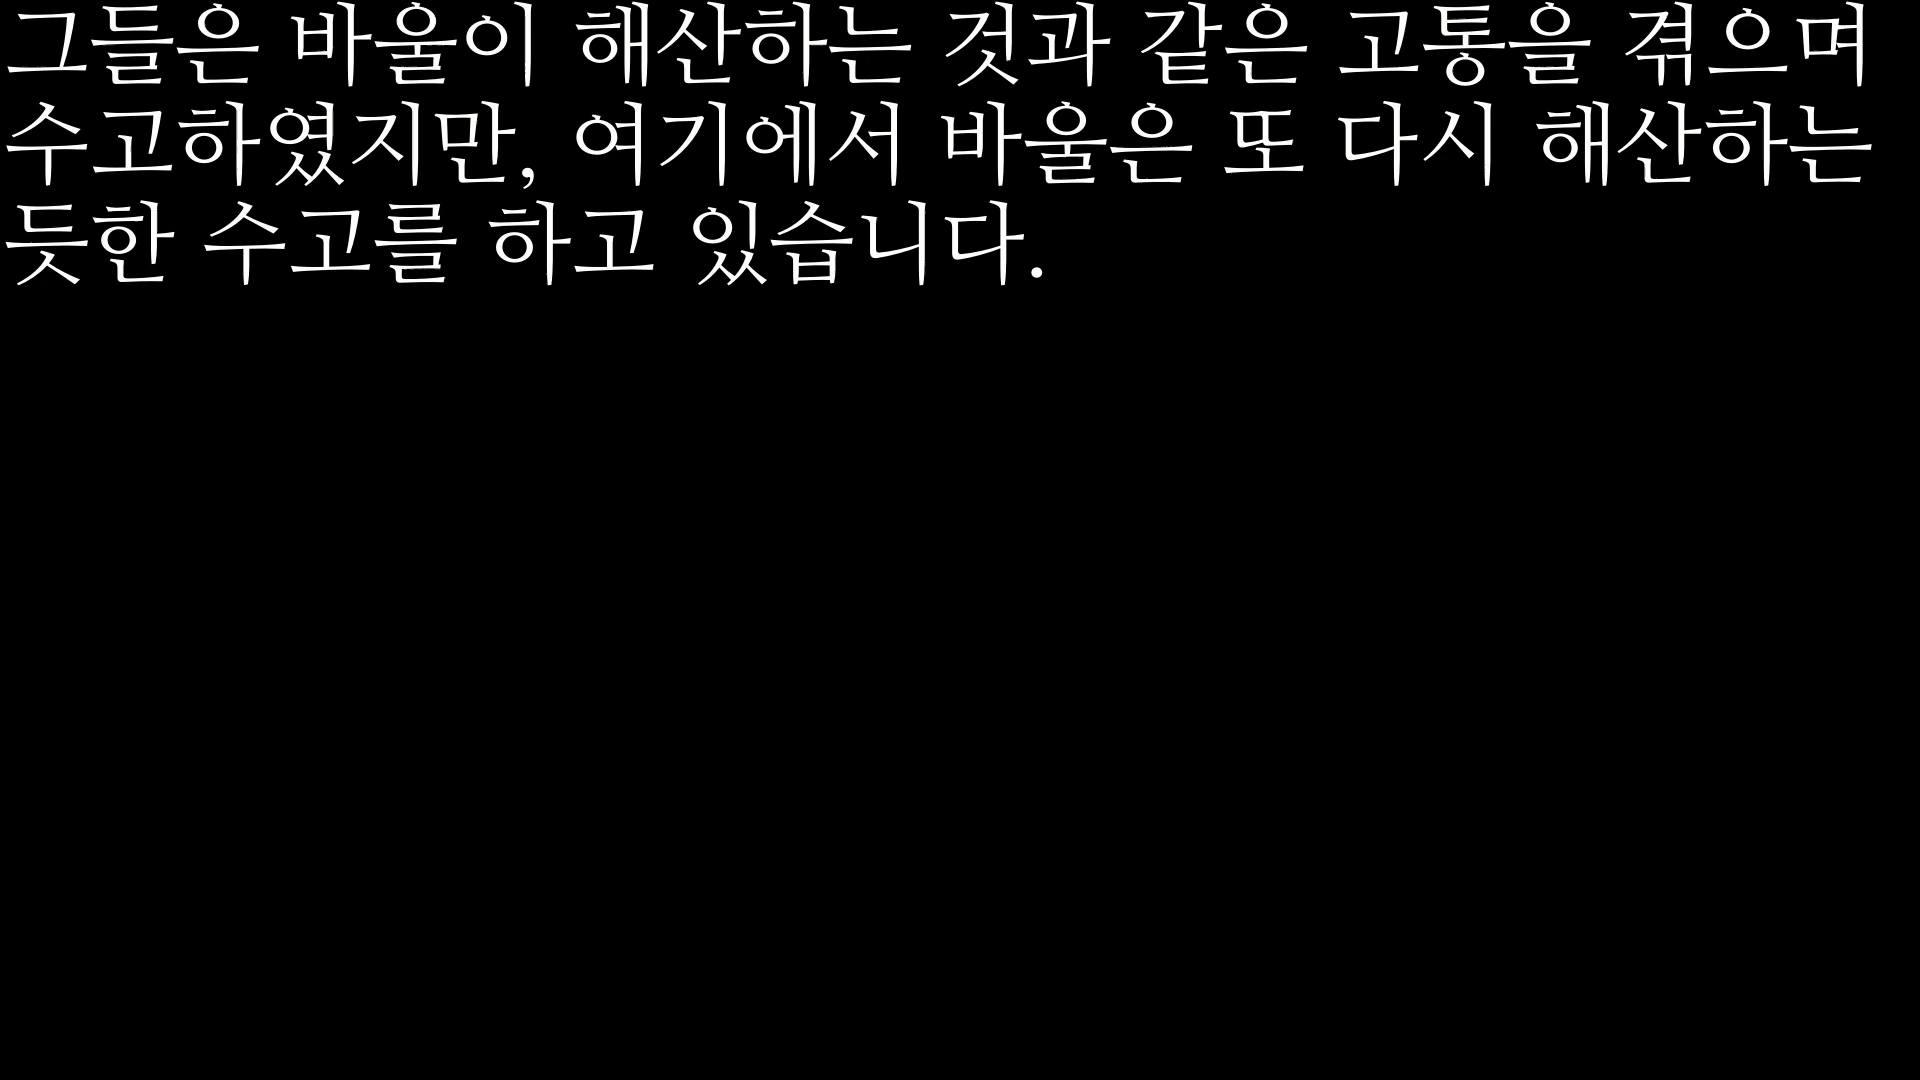 그들은 바울이 해산하는 것과 같은 고통을 겪으며
수고하였지만, 여기에서 바울은 또 다시 해산하는
듯한 수고를 하고 있습니다.